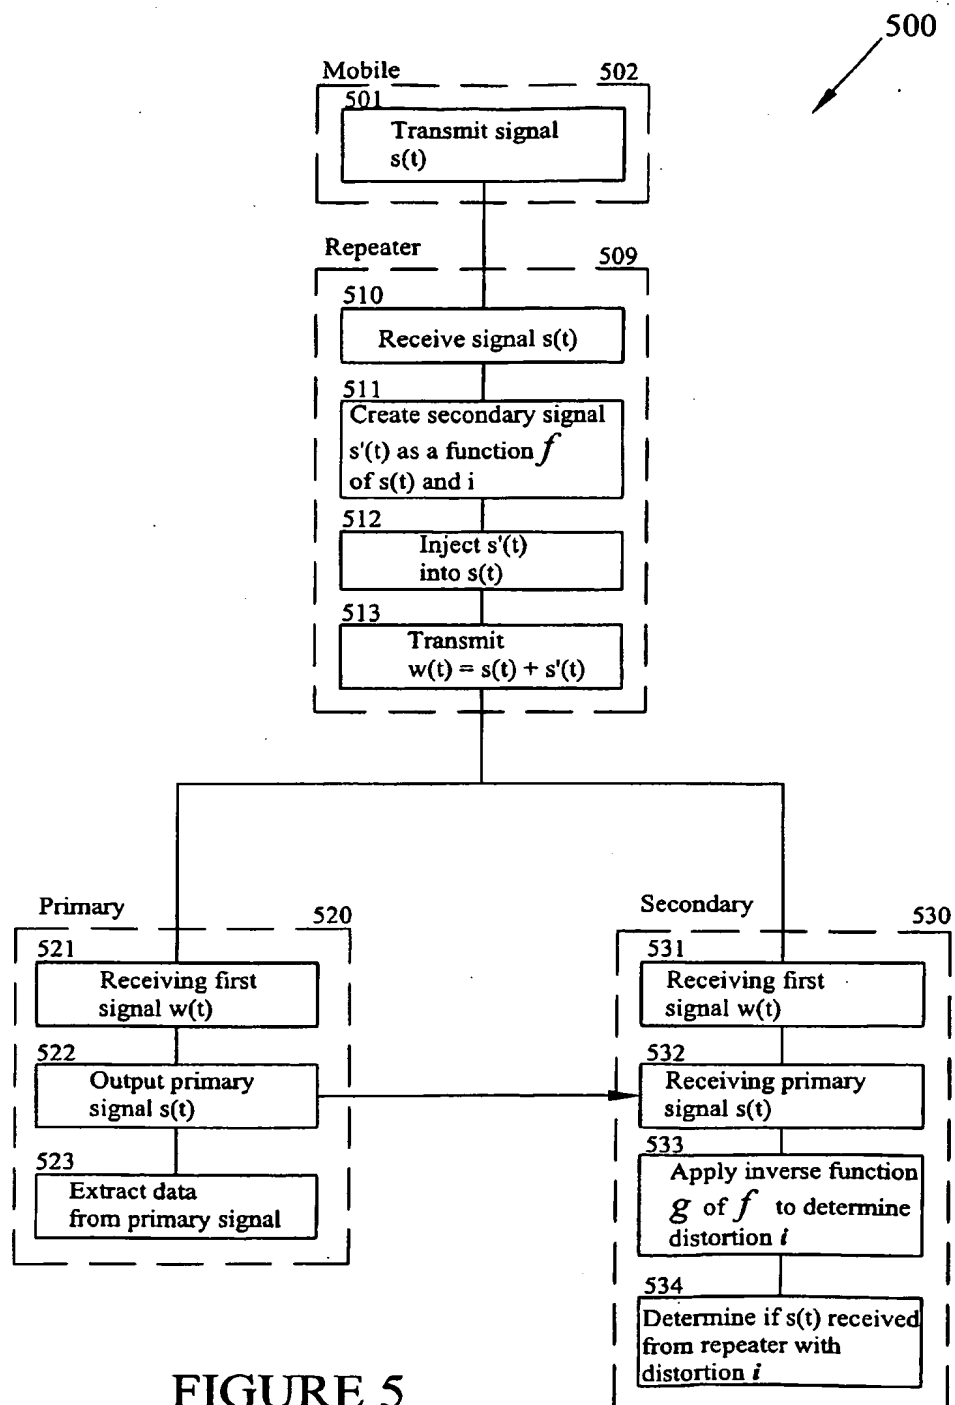 500
Mobile 502
501
Transmit signal
s(t)
Repeater 509
510
Receive signal s(t)
511
Create secondary signal
s'(t) as a function f
of s(t) and i
512
Inject s'(t)
into s(t)
513
Transmit
w(t) = s(t) + s'(t)
Primary 520
521
Receiving first
signal w(t)
522
Output primary
signal s(t)
523
Extract data
from primary signal
Secondary 530
531
Receiving first
signal w(t)
532
Receiving primary
signal s(t)
533
Apply inverse function
g of f to determine
distortion i
534
Determine if s(t) received
from repeater with
distortion i
FIGURE 5